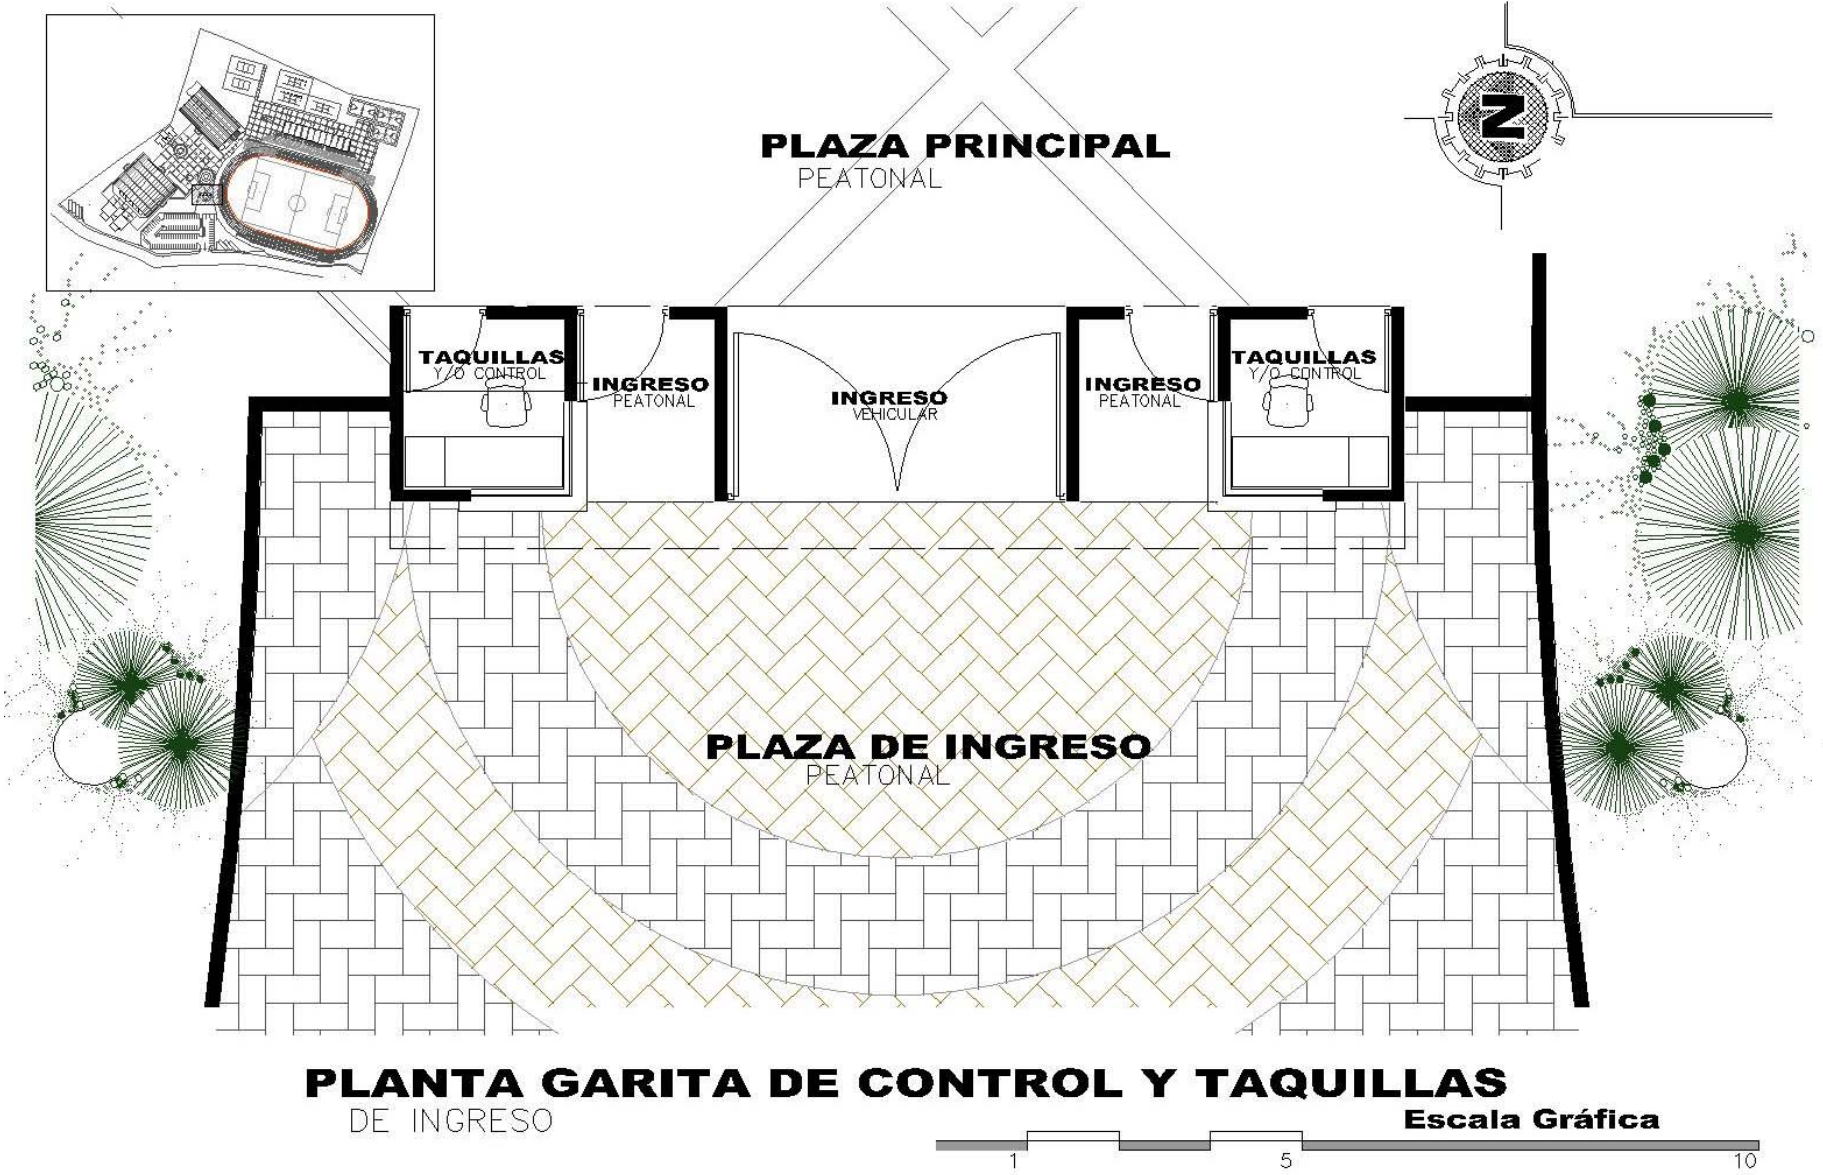 PLAZA PRINCIPAL
PEATONAL
N
TAQUILLAS
Y/O CONTROL
INGRESO
PEATONAL
INGRESO
VEHICULAR
INGRESO
PEATONAL
TAQUILLAS
Y/O CONTROL
PLAZA DE INGRESO
PEATONAL
PLANTA GARITA DE CONTROL Y TAQUILLAS
DE INGRESO
Escala Gráfica
1 5 10